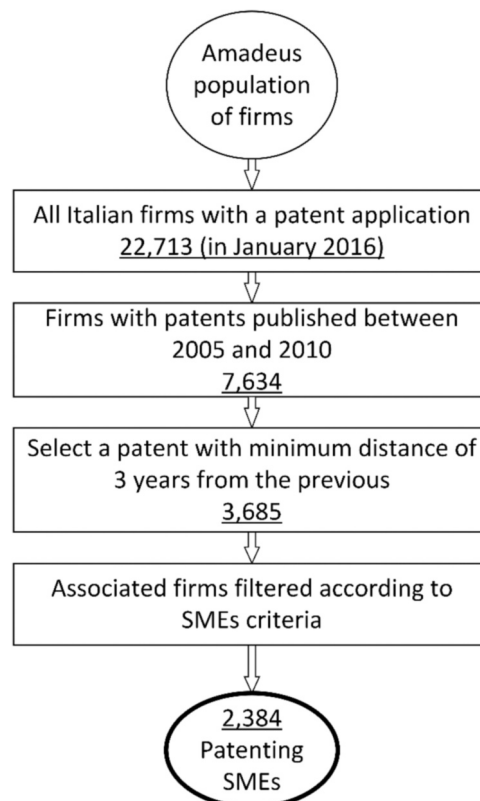 Amadeus
population
of firms
All Italian firms with a patent application
22,713 (in January 2016)
Firms with patents published between
2005 and 2010
7,634
Select a patent with minimum distance of
3 years from the previous
3,685
Associated firms filtered according to
SMEs criteria
2,384
Patenting
SMEs